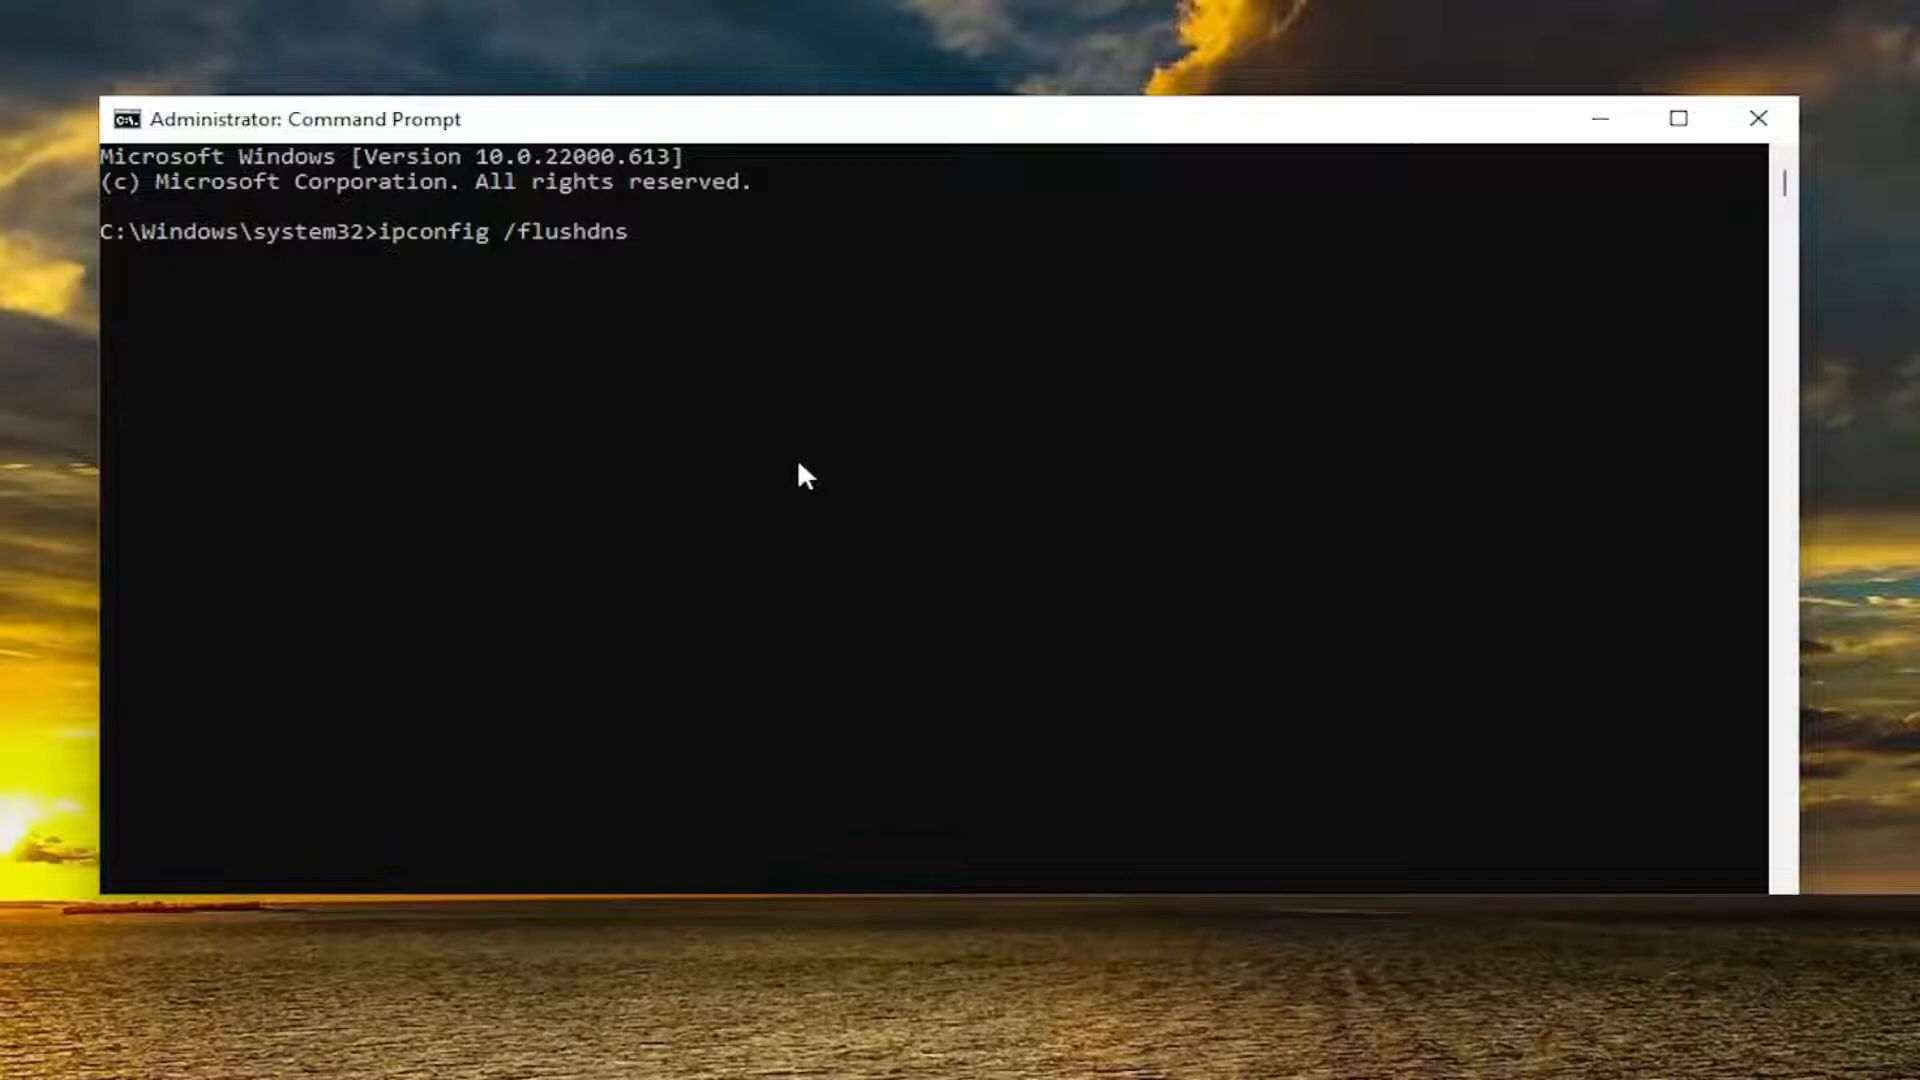 Administrator: Command Prompt
Microsoft Windows [Version 10.0.22000.613]
(c) Microsoft Corporation. All rights reserved.
C:\Windows\system32>ipconfig /flushdns